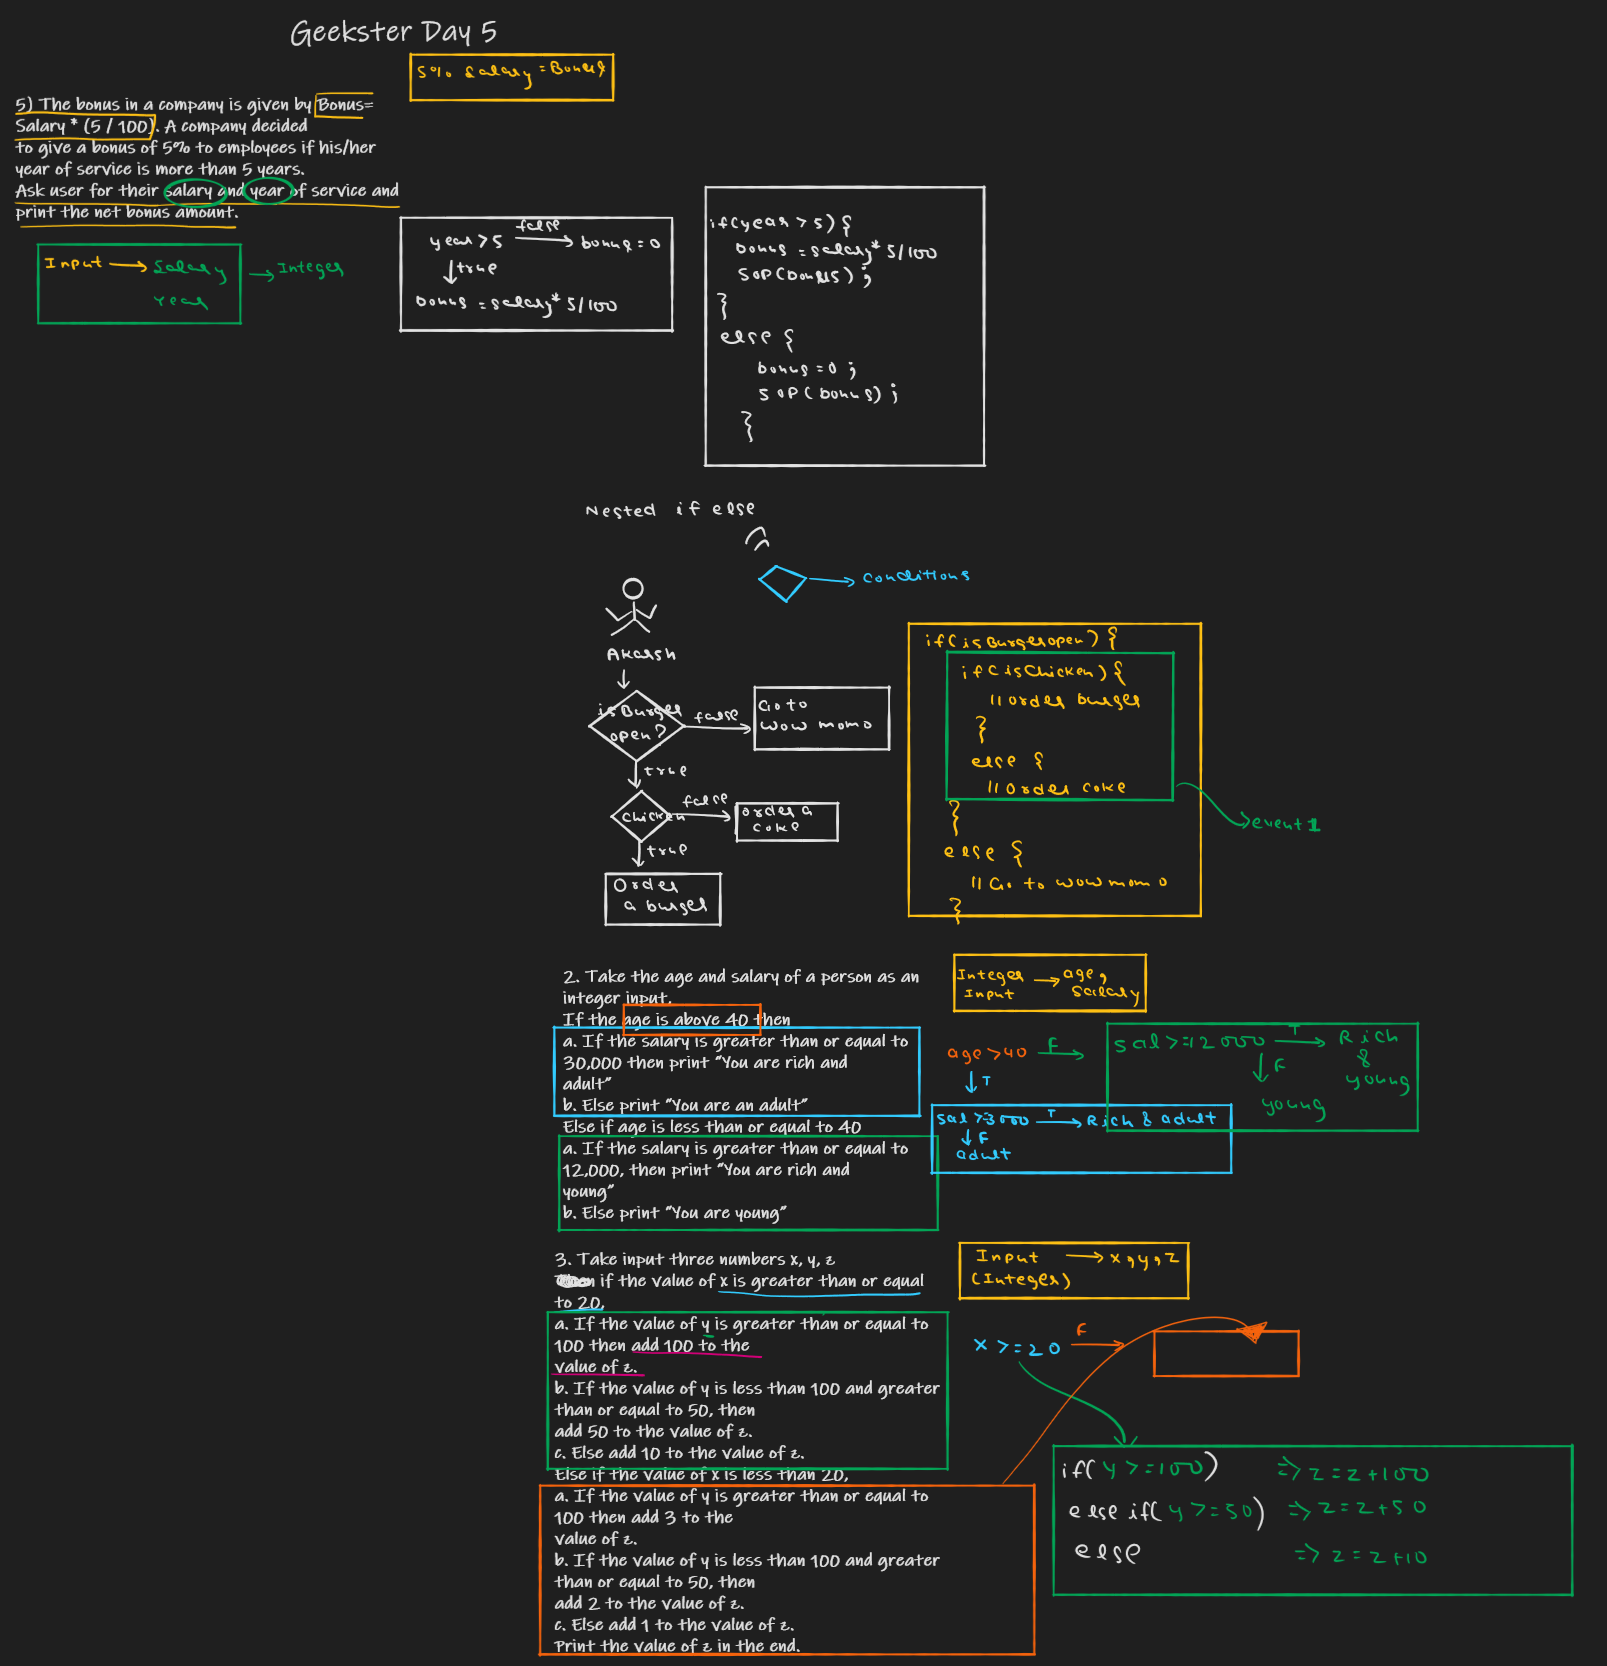 Geekster Day 5
5% Salary = Bonus
5) The bonus in a company is given by Bonus=
Salary * (5 / 100). A company decided
to give a bonus of 5% to employees if his/her
year of service is more than 5 years.
Ask user for their salary and year of service and
print the net bonus amount.
Input → Salary → Integer
Year
year > 5 false → bonus = 0
↓ true
bonus = salary * 5/100
if(year > 5) {
bonus = salary * 5/100
SOP(bonus) ;
}
else {
bonus = 0 ;
SOP(bonus) ;
}
Nested if else
→ conditions
Akarsh
is Burger
open?
false
Go to
wow momo
true
chicken
false
order a
coke
true
Order
a burger
if( isBurgeropen) {
if( isChicken) {
// order burger
}
else {
// Order coke
}
else {
// Go to wow momo
}
→ event 1
2. Take the age and salary of a person as an
integer input.
If the age is above 40 then
a. If the salary is greater than or equal to
30,000 then print "You are rich and
adult"
b. Else print "You are an adult"
Else if age is less than or equal to 40
a. If the salary is greater than or equal to
12,000, then print "You are rich and
young"
b. Else print "You are young"
Integer → age,
Input salary
age > 40 F →
↓ T
sal >= 12000 T → Rich
& 
young
↓ F
young
sal >= 3000 T → Rich & adult
↓ F
adult
3. Take input three numbers x, y, z
if the value of x is greater than or equal
to 20,
a. If the value of y is greater than or equal to
100 then add 100 to the
value of z.
b. If the value of y is less than 100 and greater
than or equal to 50, then
add 50 to the value of z.
c. Else add 10 to the value of z.
Else if the value of x is less than 20,
a. If the value of y is greater than or equal to
100 then add 3 to the
value of z.
b. If the value of y is less than 100 and greater
than or equal to 50, then
add 2 to the value of z.
c. Else add 1 to the value of z.
Print the value of z in the end.
Input → x, y, z
(Integer)
x >= 20 F →
if( y >= 100) => z = z + 100
else if( y >= 50) => z = z + 50
else => z = z + 10